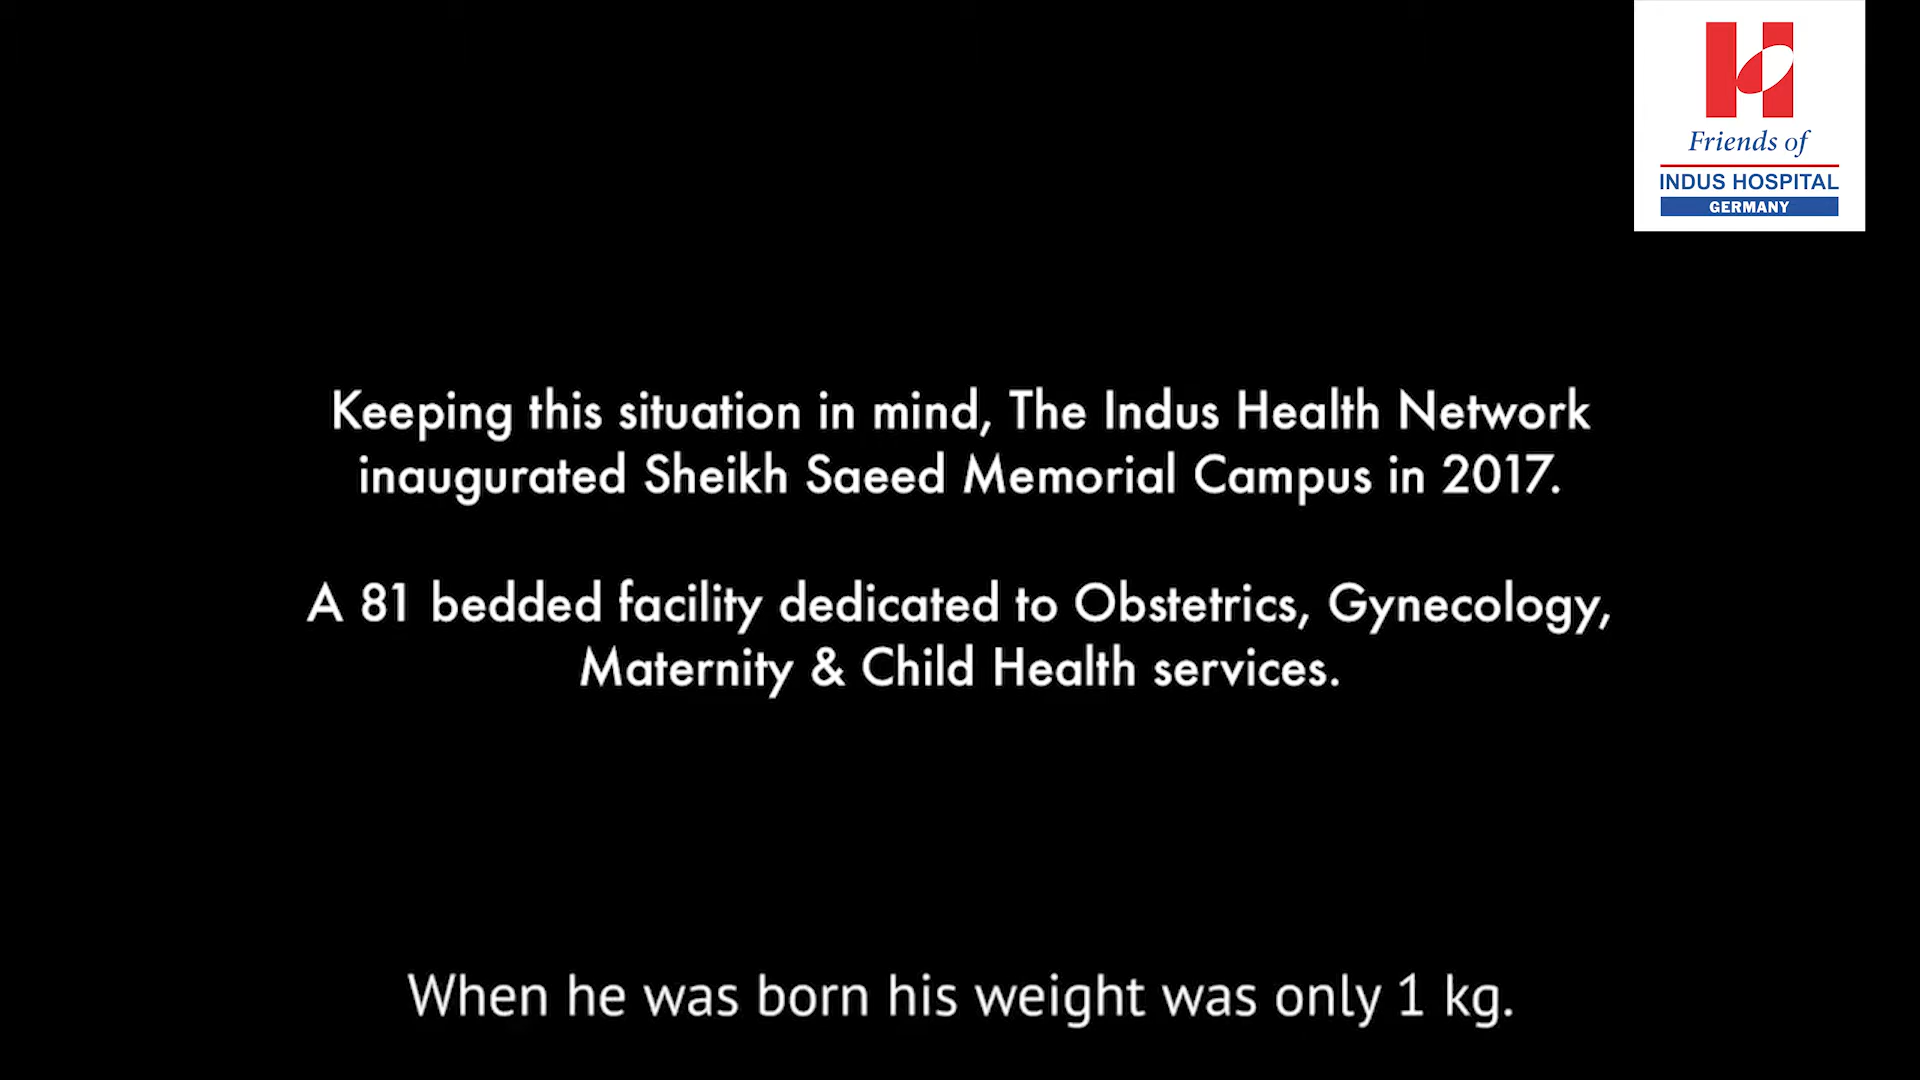 Friends of
INDUS HOSPITAL
GERMANY
Keeping this situation in mind, The Indus Health Network
inaugurated Sheikh Saeed Memorial Campus in 2017.
A 81 bedded facility dedicated to Obstetrics, Gynecology,
Maternity & Child Health services.
When he was born his weight was only 1 kg.